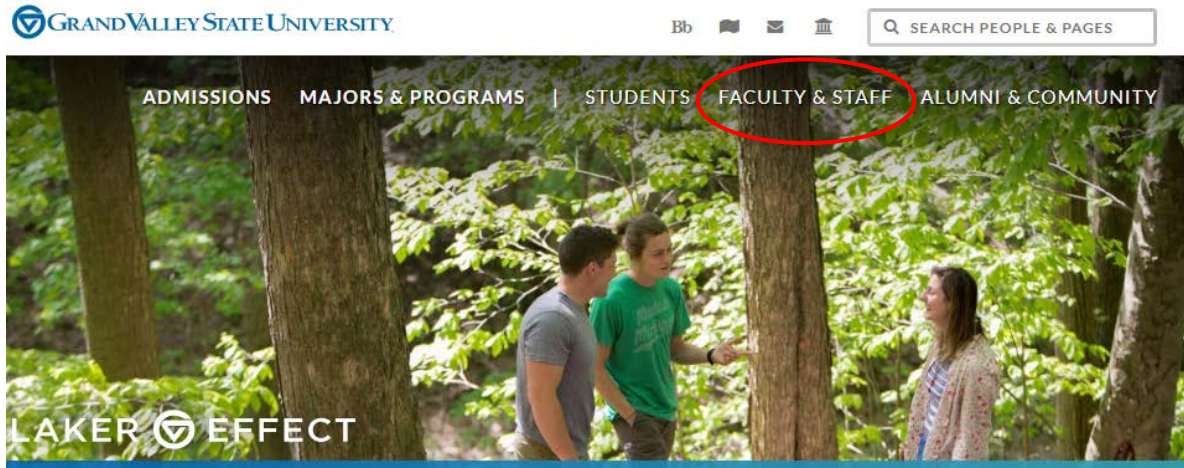 GRAND VALLEY STATE UNIVERSITY
Bb
SEARCH PEOPLE & PAGES
ADMISSIONS MAJORS & PROGRAMS | STUDENTS FACULTY & STAFF ALUMNI & COMMUNITY
LAKER EFFECT